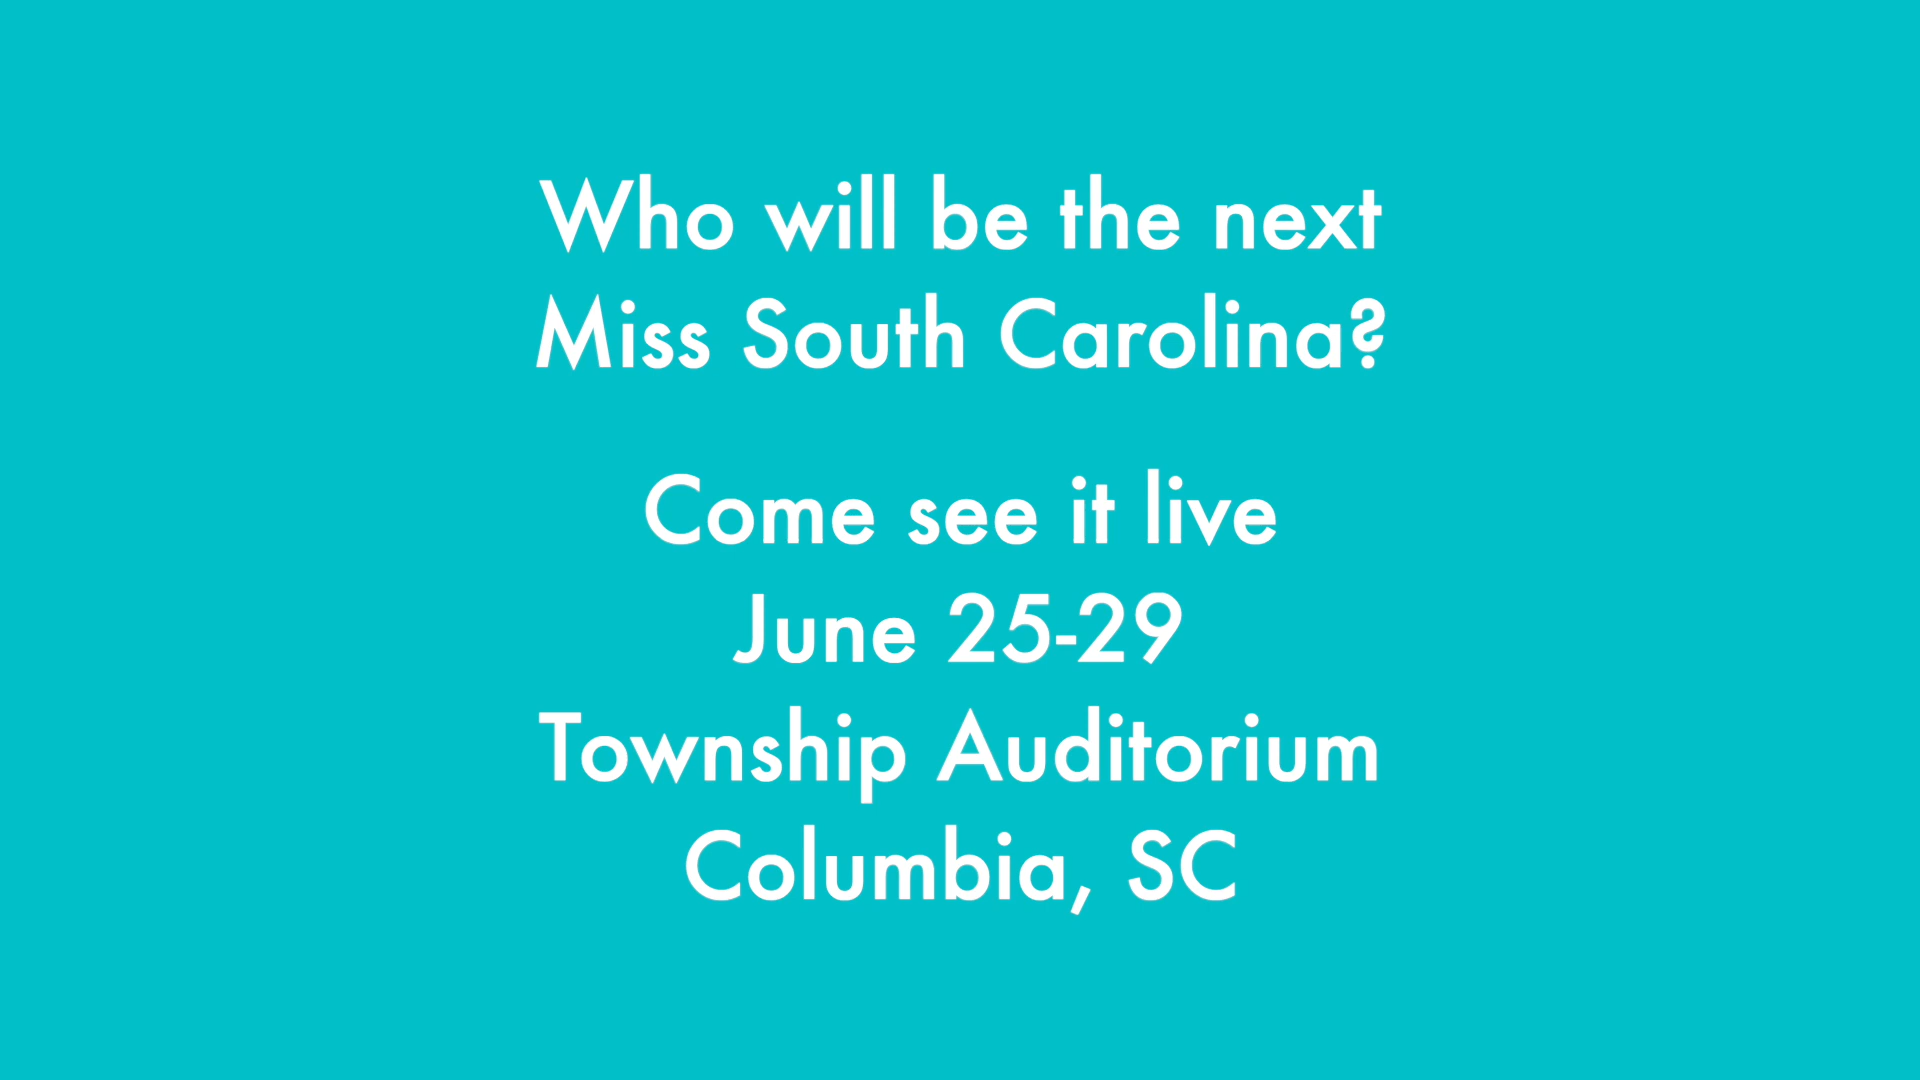 Who will be the next
Miss South Carolina?
Come see it live
June 25-29
Township Auditorium
Columbia, SC